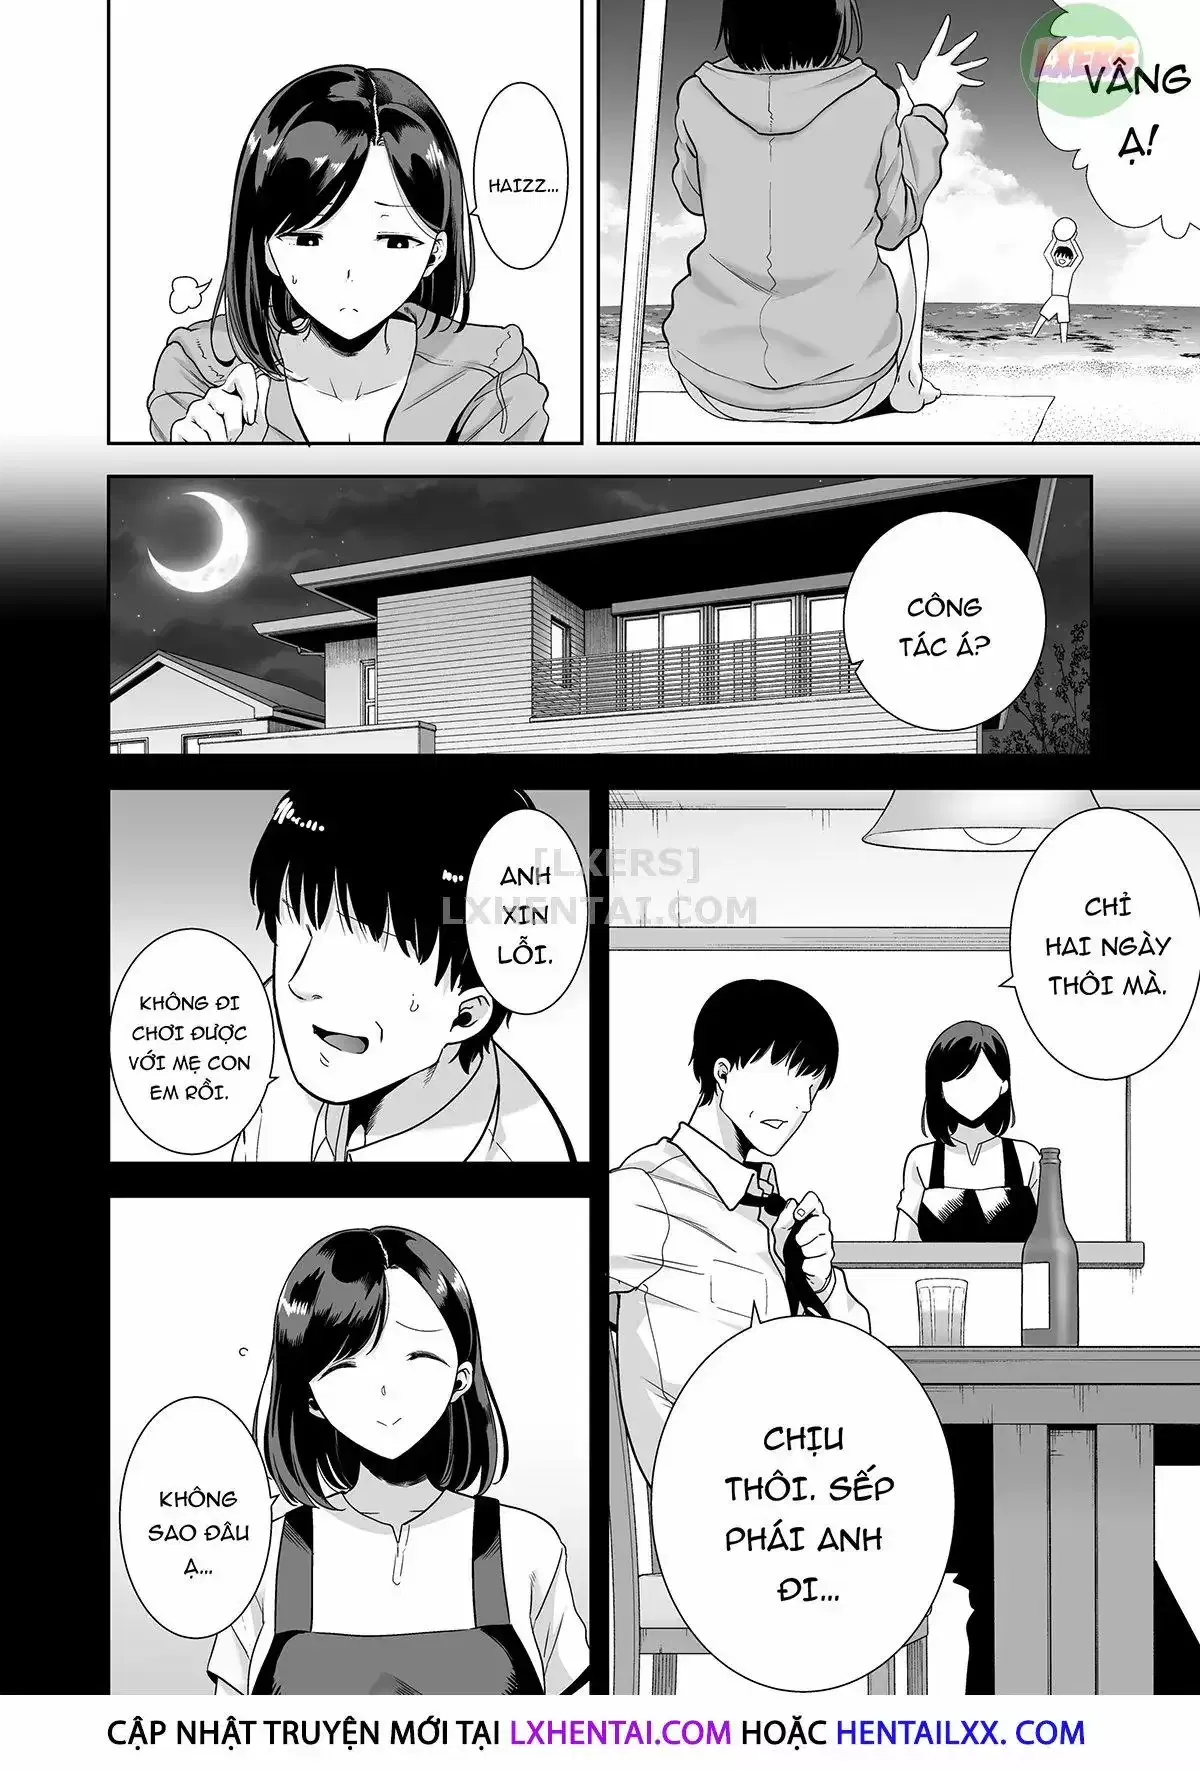 LXERS
VÂNG
Ạ!
HAIZZ...
CÔNG
TÁC Á?
CHỈ
HAI NGÀY
THÔI MÀ.
[LXERS]
LXHENTAI.COM
ANH
XIN
LỖI.
KHÔNG ĐI
CHƠI ĐƯỢC
VỚI MẸ CON
EM RỒI.
CHỊU
THÔI. SẾP
PHÁI ANH
ĐI...
KHÔNG
SAO ĐÂU
Ạ...
CẬP NHẬT TRUYỆN MỚI TẠI LXHENTAI.COM HOẶC HENTAILXX. COM